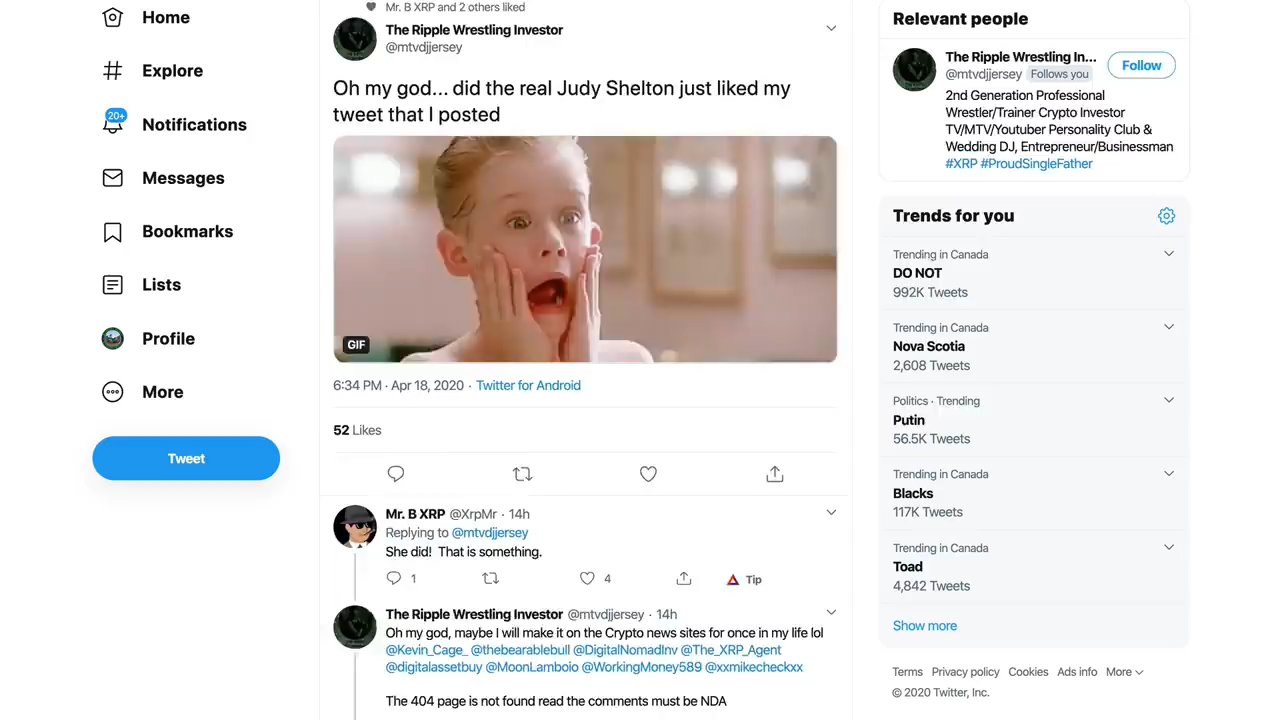 Home
Explore
20+
Notifications
Messages
Bookmarks
Lists
Profile
More
Tweet
Mr. B XRP and 2 others liked
The Ripple Wrestling Investor
@mtvdjjersey
Oh my god... did the real Judy Shelton just liked my
tweet that I posted
GIF
6:34 PM · Apr 18, 2020 · Twitter for Android
52 Likes
Mr. B XRP @XrpMr · 14h
Replying to @mtvdjjersey
She did! That is something.
1
4
Tip
The Ripple Wrestling Investor @mtvdjjersey · 14h
Oh my god, maybe I will make it on the Crypto news sites for once in my life lol
@Kevin_Cage_ @thebearablebull @DigitalNomadInv @The_XRP_Agent
@digitalassetbuy @MoonLamboio @WorkingMoney589 @xxmikecheckxx
The 404 page is not found read the comments must be NDA
Relevant people
The Ripple Wrestling In...
@mtvdjjersey Follows you
Follow
2nd Generation Professional
Wrestler/Trainer Crypto Investor
TV/MTV/Youtuber Personality Club &
Wedding DJ, Entrepreneur/Businessman
#XRP #ProudSingleFather
Trends for you
Trending in Canada
DO NOT
992K Tweets
Trending in Canada
Nova Scotia
2,608 Tweets
Politics · Trending
Putin
56.5K Tweets
Trending in Canada
Blacks
117K Tweets
Trending in Canada
Toad
4,842 Tweets
Show more
Terms Privacy policy Cookies Ads info More
© 2020 Twitter, Inc.